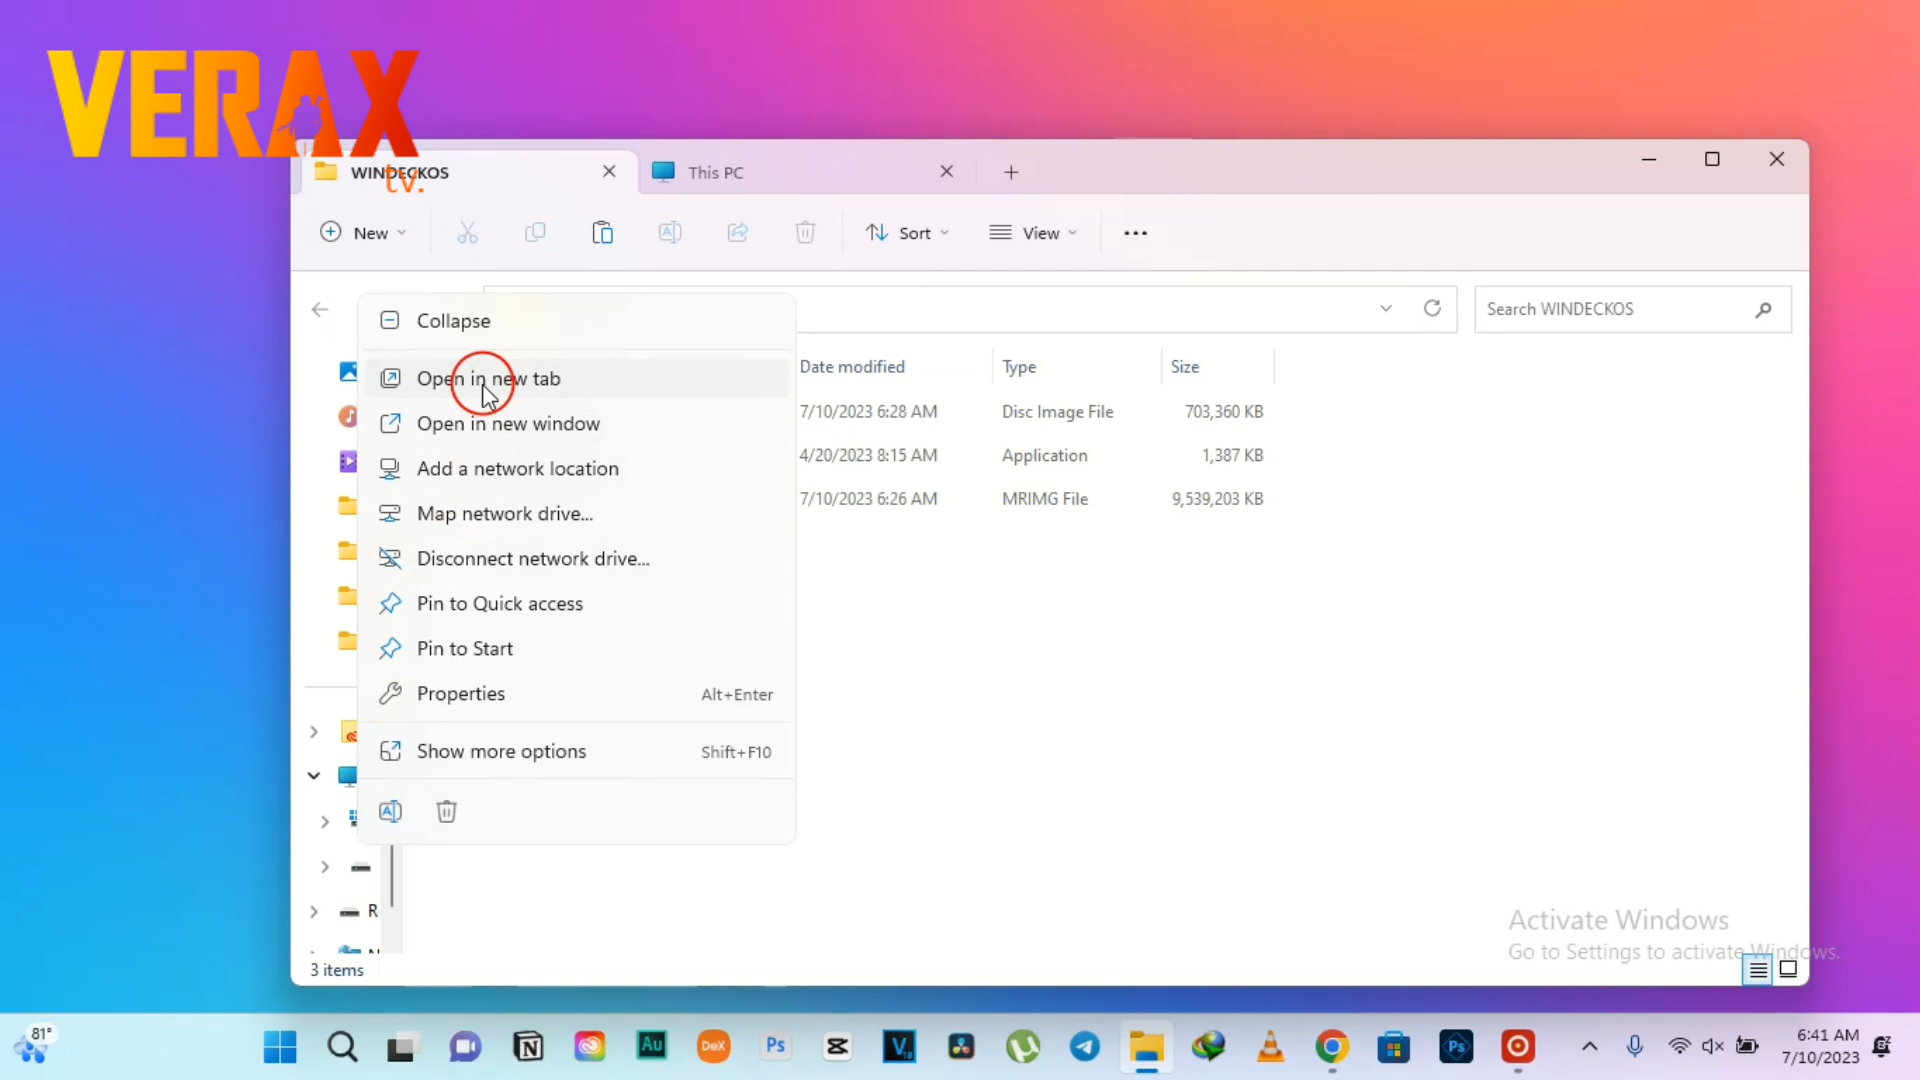 VERAX
tv.
WINDECKOS
This PC
New
Sort
View
Search WINDECKOS
Collapse
Open in new tab
Open in new window
Add a network location
Map network drive...
Disconnect network drive...
Pin to Quick access
Pin to Start
Properties Alt+Enter
Show more options Shift+F10
Date modified Type Size
7/10/2023 6:28 AM Disc Image File 703,360 KB
4/20/2023 8:15 AM Application 1,387 KB
7/10/2023 6:26 AM MRIMG File 9,539,203 KB
R
3 items
Activate Windows
Go to Settings to activate Windows.
81°
N
Au
DeX
Ps
V
Ps
6:41 AM
7/10/2023